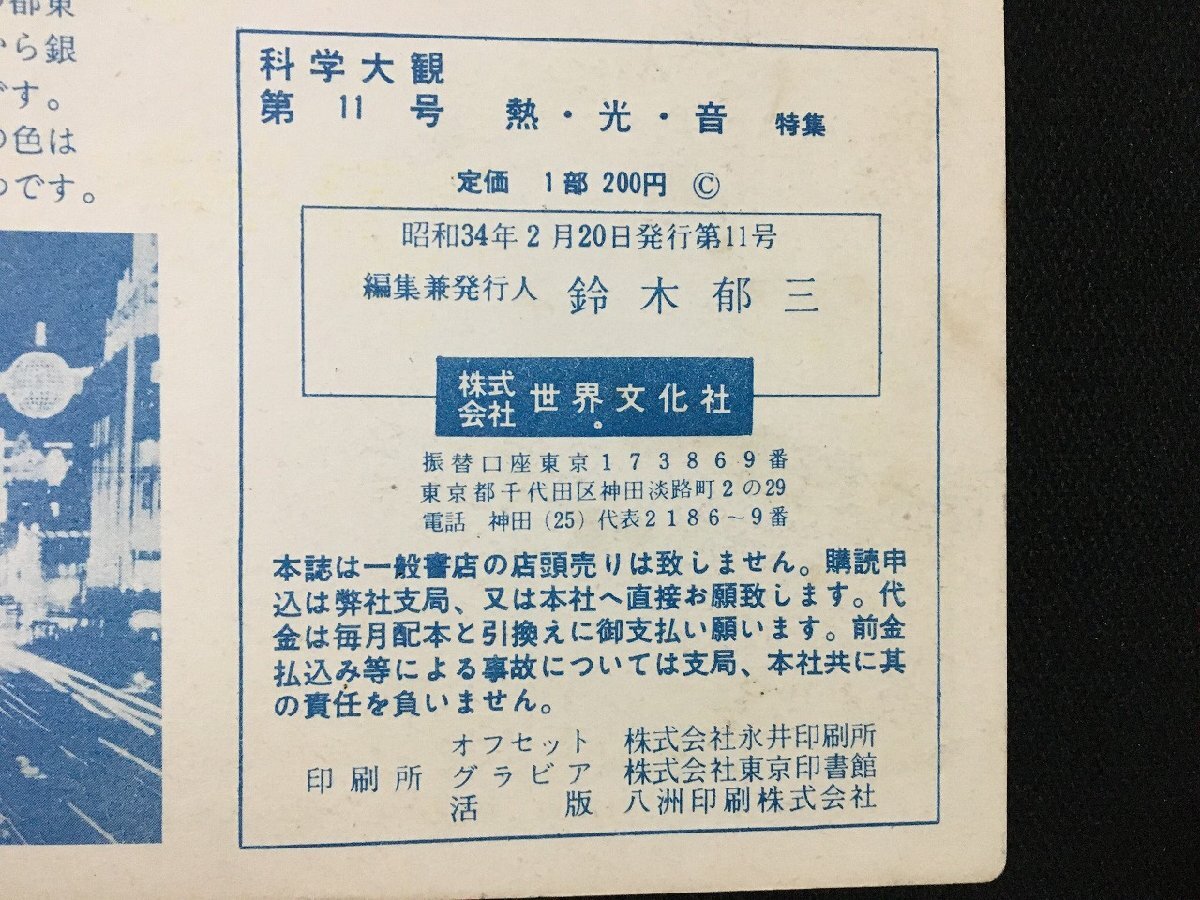 都東
から銀
です。
の色は
のです。
科学大観
第 11 号 熱・光・音 特集
定価 1部 200円 ©
昭和34年2月20日発行第11号
編集兼発行人 鈴木郁三
株式会社 世界文化社
振替口座東京173869番
東京都千代田区神田淡路町2の29
電話 神田(25)代表2186~9番
本誌は一般書店の店頭売りは致しません。購読申
込は弊社支局、又は本社へ直接お願致します。代
金は毎月配本と引換えに御支払い願います。前金
払込み等による事故については支局、本社共に其
の責任を負いません。
オフセット 株式会社永井印刷所
印刷所 グラビア 株式会社東京印書館
活版 八洲印刷株式会社